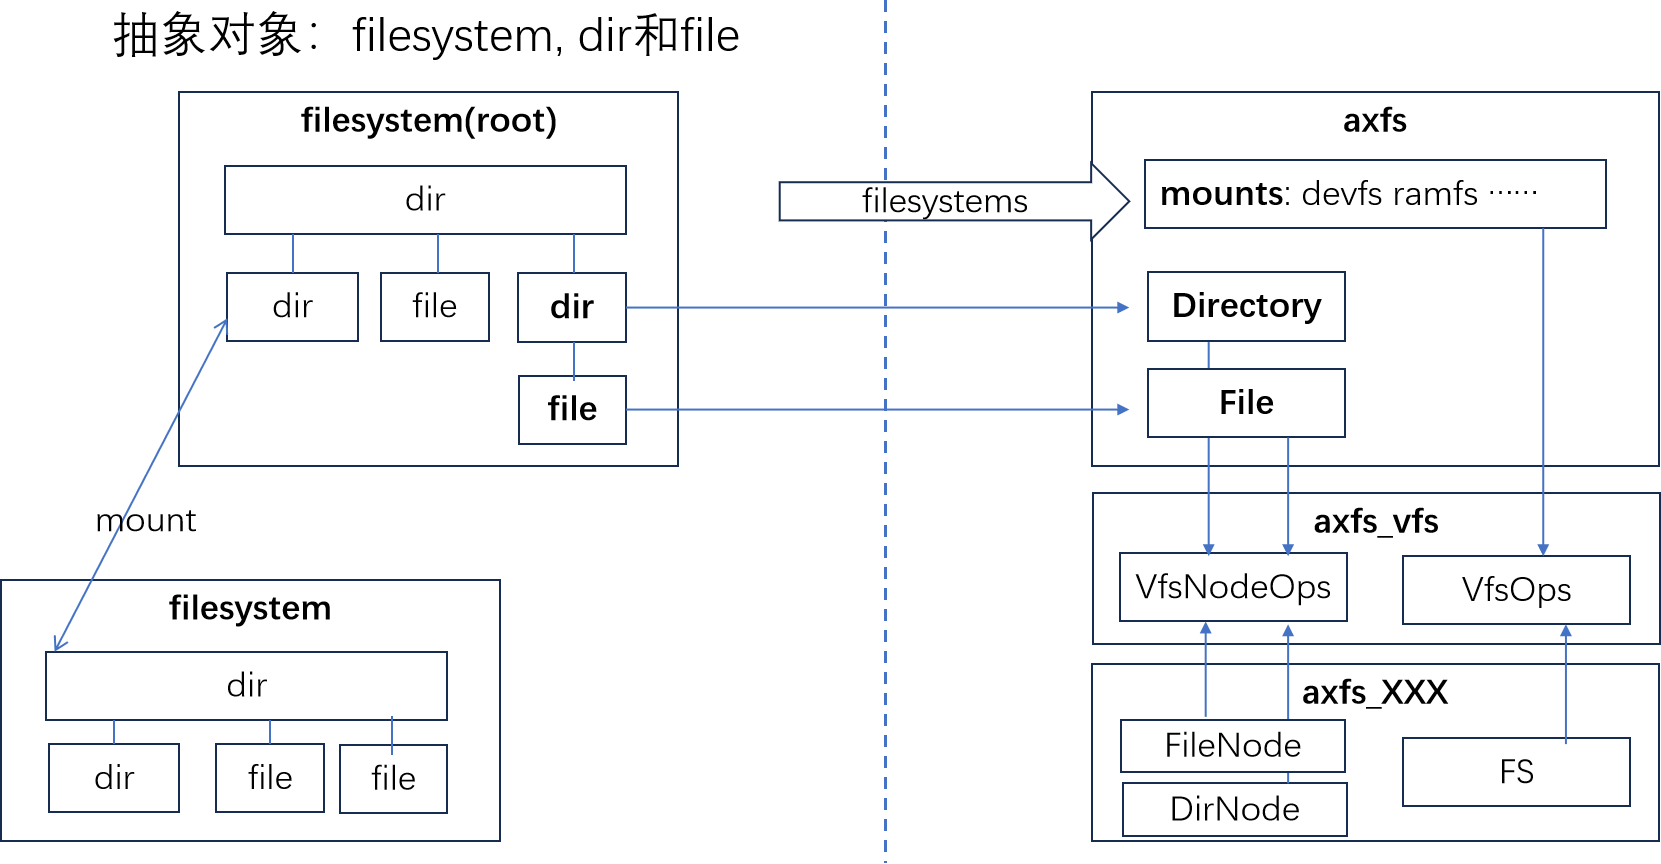 抽象对象：filesystem, dir和file
filesystem(root)
dir
dir
file
dir
file
mount
filesystem
dir
dir
file
file
filesystems
axfs
mounts: devfs ramfs ······
Directory
File
axfs_vfs
VfsNodeOps
VfsOps
axfs_XXX
FileNode
DirNode
FS